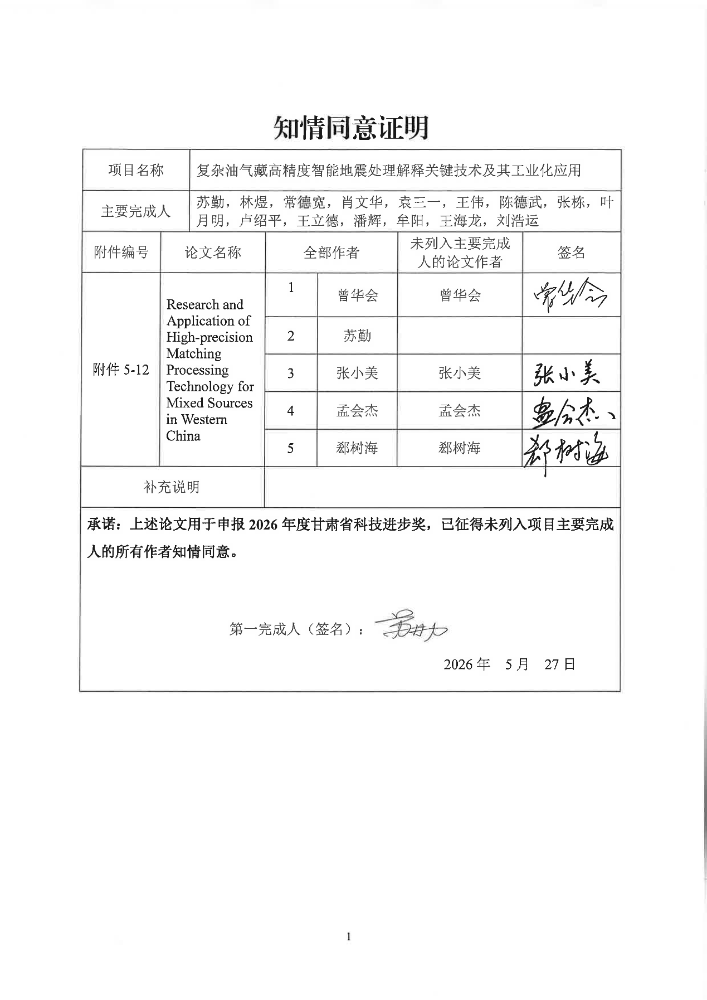 知情同意证明
项目名称 复杂油气藏高精度智能地震处理解释关键技术及其工业化应用
主要完成人 苏勤，林煜，常德宽，肖文华，袁三一，王伟，陈德武，张栋，叶
月明，卢绍平，王立德，潘辉，牟阳，王海龙，刘浩运
附件编号 论文名称 全部作者 未列入主要完成
人的论文作者 签名
附件 5-12
Research and
Application of
High-precision
Matching
Processing
Technology for
Mixed Sources
in Western
China
1 曾华会 曾华会 曾华会
2 苏勤
3 张小美 张小美 张小美
4 孟会杰 孟会杰 孟会杰
5 郄树海 郄树海 郄树海
补充说明
承诺：上述论文用于申报 2026 年度甘肃省科技进步奖，已征得未列入项目主要完成
人的所有作者知情同意。
第一完成人（签名）：苏勤
2026 年 5 月 27 日
1